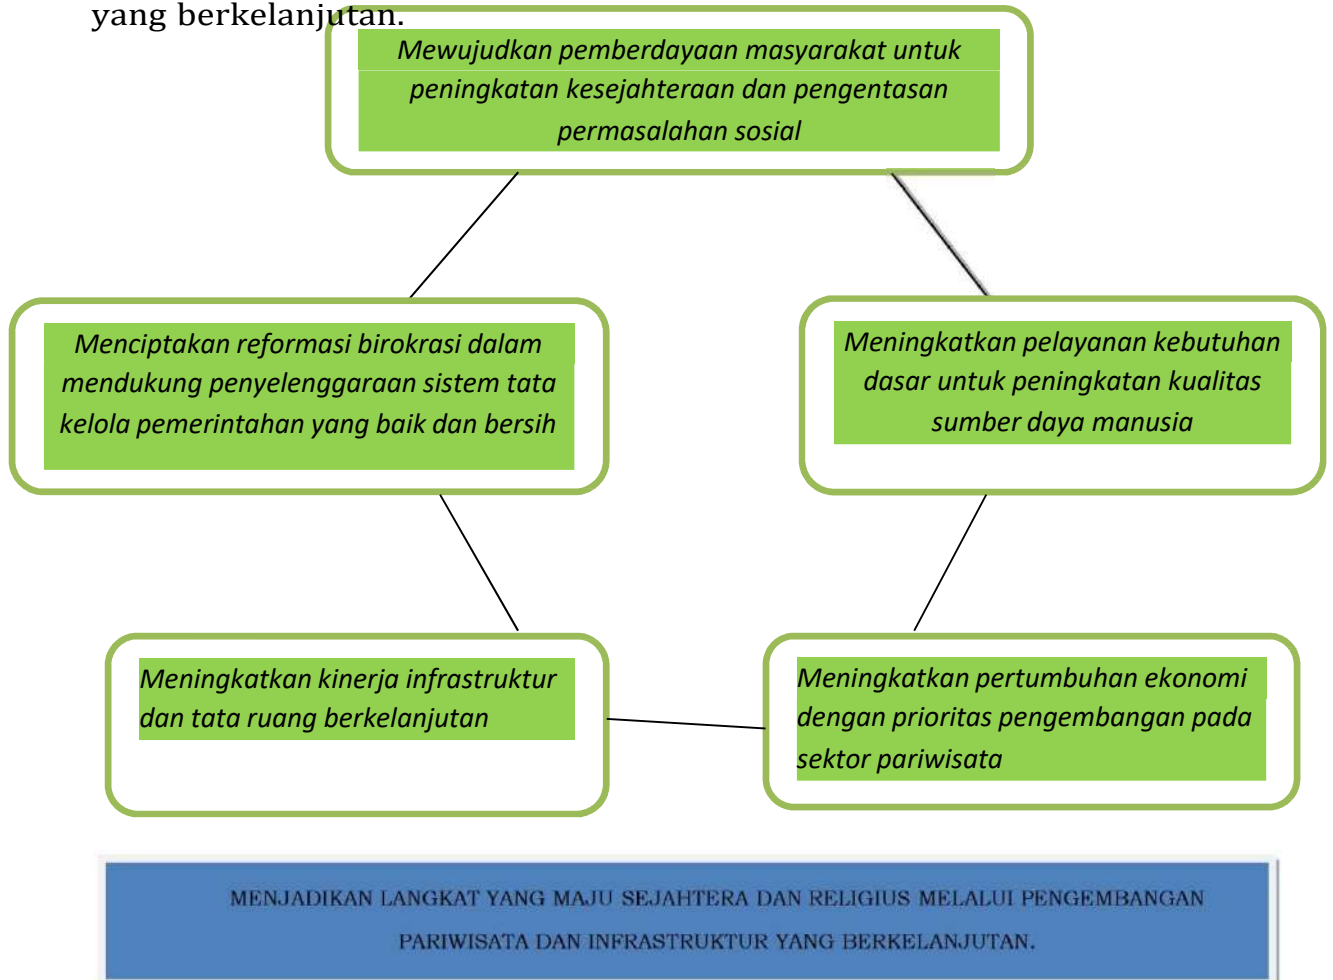 yang berkelanjutan.
Mewujudkan pemberdayaan masyarakat untuk
peningkatan kesejahteraan dan pengentasan
permasalahan sosial
Menciptakan reformasi birokrasi dalam
mendukung penyelenggaraan sistem tata
kelola pemerintahan yang baik dan bersih
Meningkatkan pelayanan kebutuhan
dasar untuk peningkatan kualitas
sumber daya manusia
Meningkatkan kinerja infrastruktur
dan tata ruang berkelanjutan
Meningkatkan pertumbuhan ekonomi
dengan prioritas pengembangan pada
sektor pariwisata
MENJADIKAN LANGKAT YANG MAJU SEJAHTERA DAN RELIGIUS MELALUI PENGEMBANGAN
PARIWISATA DAN INFRASTRUKTUR YANG BERKELANJUTAN.